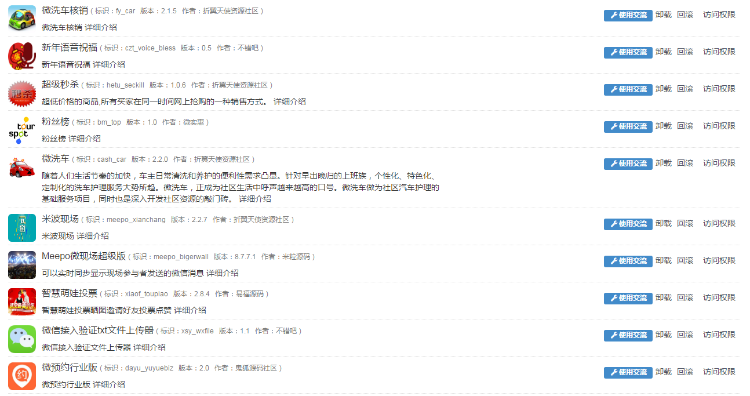 微洗车核销 ( 标识：fy_car 版本：2.1.5 作者：折翼天使资源社区 )
使用交流 卸载 回滚 访问权限
微洗车核销 详细介绍
新年语音祝福 ( 标识：czt_voice_bless 版本：0.5 作者：不错吧 )
使用交流 卸载 回滚 访问权限
新年语音祝福 详细介绍
超级秒杀 ( 标识：hetu_seckill 版本：1.0.6 作者：折翼天使资源社区 )
使用交流 卸载 回滚 访问权限
超低价格的商品,所有买家在同一时间网上抢购的一种销售方式。 详细介绍
tour
spot
粉丝榜 ( 标识：bm_top 版本：1.0 作者： )
使用交流 卸载 回滚 访问权限
粉丝榜 详细介绍
微洗车 ( 标识：cash_car 版本：2.2.0 作者：折翼天使资源社区 )
使用交流 卸载 回滚 访问权限
随着人们生活节奏的加快，车主日常清洗和养护的便利性需求凸显。针对早出晚归的上班族，个性化、特色化、
定制化的洗车护理服务大势所趋。微洗车，正成为社区生活中呼声越来越高的口号。微洗车做为社区汽车护理的
基础服务项目，同时也是深入开发社区资源的敲门砖。 详细介绍
米波现场 ( 标识：meepo_xianchang 版本：2.2.7 作者：折翼天使资源社区 )
使用交流 卸载 回滚 访问权限
米波现场 详细介绍
Meepo微现场超级版 ( 标识：meepo_bigerwall 版本：8.7.7.1 作者：米粒源码 )
使用交流 卸载 回滚 访问权限
可以实时同步显示现场参与者发送的微信消息 详细介绍
智慧萌娃投票 ( 标识：xiaof_toupiao 版本：2.8.4 作者：易福源码 )
使用交流 卸载 回滚 访问权限
智慧萌娃投票晒图邀请好友投票点赞 详细介绍
微信接入验证txt文件上传器 ( 标识：xsy_wxfile 版本：1.1 作者：不错吧 )
使用交流 卸载 回滚 访问权限
微信接入验证文件上传器 详细介绍
约
微预约行业版 ( 标识：dayu_yuyuebiz 版本：2.0 作者：鬼狐源码社区 )
使用交流 卸载 回滚 访问权限
微预约行业版 详细介绍